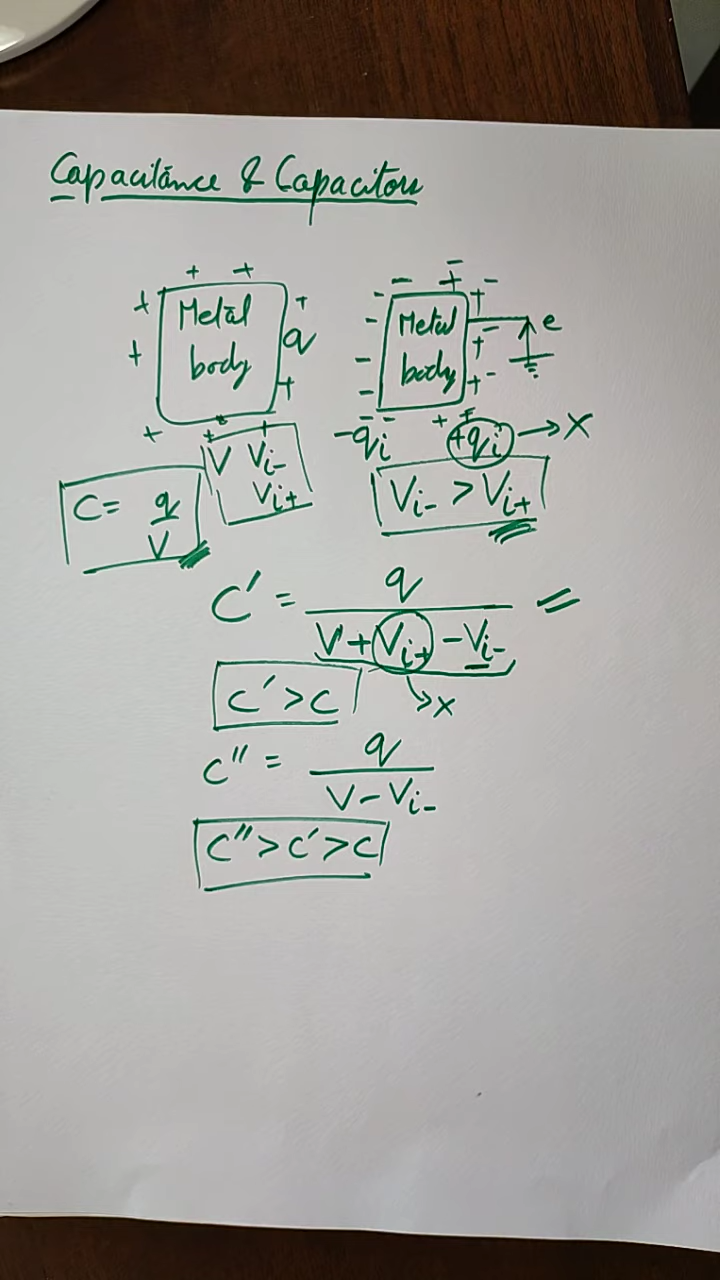 Capacitance & Capacitors
+ +
+ Metal +
+ body q
+ +
+ +
- - - + -
- Metal + e
- body + -
- + -
-qi + + +qi → X
V Vi-
Vi+
C = q/V
Vi- > Vi+
C' = q/(V + Vi+ - Vi-) =
→ x
C' > C
C'' = q/(V - Vi-)
C'' > C' > C